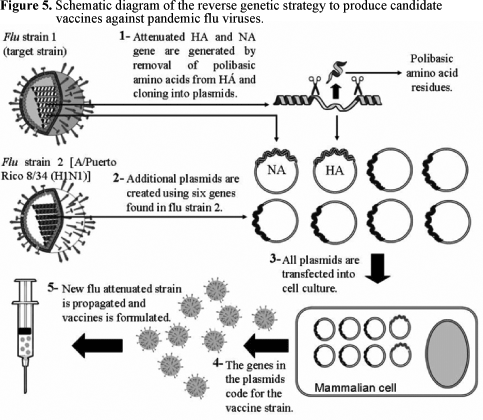 Figure 5. Schematic diagram of the reverse genetic strategy to produce candidate
vaccines against pandemic flu viruses.
Flu strain 1
(target strain)
1- Attenuated HA and NA
gene are generated by
removal of polibasic
amino acids from HÁ and
cloning into plasmids.
Polibasic
amino acid
residues.
Flu strain 2 [A/Puerto
Rico 8/34 (H1N1)]
2- Additional plasmids are
created using six genes
found in flu strain 2.
NA
HA
3- All plasmids are
transfected into
cell culture.
5- New flu attenuated strain
is propagated and
vaccines is formulated.
4- The genes in
the plasmids
code for the
vaccine strain.
Mammalian cell